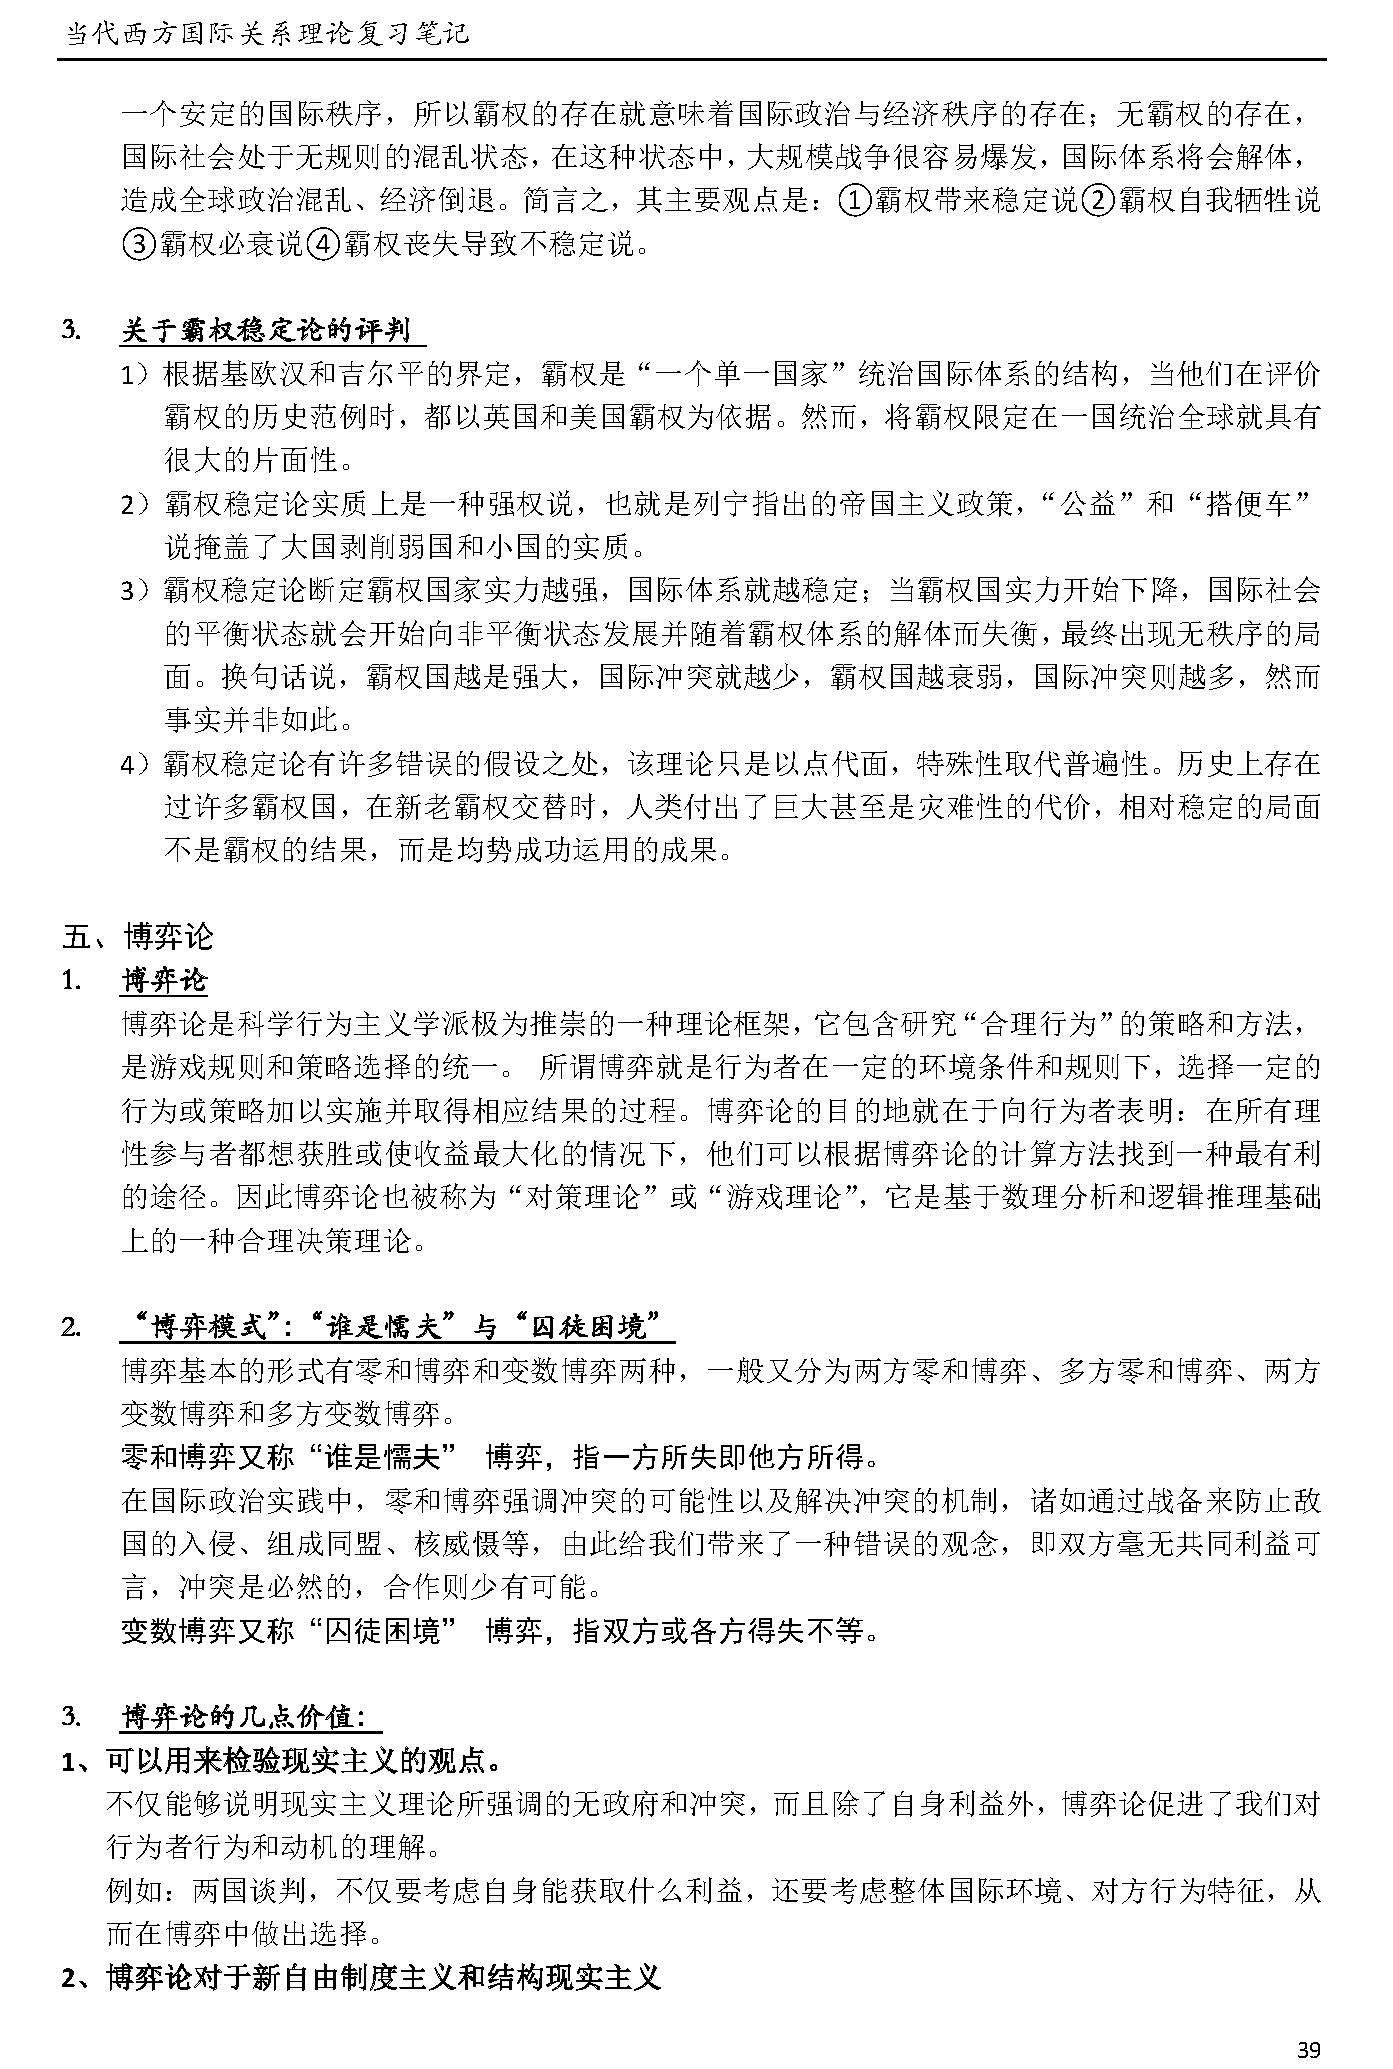 当代西方国际关系理论复习笔记
一个安定的国际秩序，所以霸权的存在就意味着国际政治与经济秩序的存在；无霸权的存在，
国际社会处于无规则的混乱状态，在这种状态中，大规模战争很容易爆发，国际体系将会解体，
造成全球政治混乱、经济倒退。简言之，其主要观点是：①霸权带来稳定说②霸权自我牺牲说
③霸权必衰说④霸权丧失导致不稳定说。
3. 关于霸权稳定论的评判
1）根据基欧汉和吉尔平的界定，霸权是“一个单一国家”统治国际体系的结构，当他们在评价
霸权的历史范例时，都以英国和美国霸权为依据。然而，将霸权限定在一国统治全球就具有
很大的片面性。
2）霸权稳定论实质上是一种强权说，也就是列宁指出的帝国主义政策，“公益”和“搭便车”
说掩盖了大国剥削弱国和小国的实质。
3）霸权稳定论断定霸权国家实力越强，国际体系就越稳定；当霸权国实力开始下降，国际社会
的平衡状态就会开始向非平衡状态发展并随着霸权体系的解体而失衡，最终出现无秩序的局
面。换句话说，霸权国越是强大，国际冲突就越少，霸权国越衰弱，国际冲突则越多，然而
事实并非如此。
4）霸权稳定论有许多错误的假设之处，该理论只是以点代面，特殊性取代普遍性。历史上存在
过许多霸权国，在新老霸权交替时，人类付出了巨大甚至是灾难性的代价，相对稳定的局面
不是霸权的结果，而是均势成功运用的成果。
五、博弈论
1. 博弈论
博弈论是科学行为主义学派极为推崇的一种理论框架，它包含研究“合理行为”的策略和方法，
是游戏规则和策略选择的统一。 所谓博弈就是行为者在一定的环境条件和规则下，选择一定的
行为或策略加以实施并取得相应结果的过程。博弈论的目的地就在于向行为者表明：在所有理
性参与者都想获胜或使收益最大化的情况下，他们可以根据博弈论的计算方法找到一种最有利
的途径。因此博弈论也被称为“对策理论”或“游戏理论”，它是基于数理分析和逻辑推理基础
上的一种合理决策理论。
2. “博弈模式”：“谁是懦夫”与“囚徒困境”
博弈基本的形式有零和博弈和变数博弈两种，一般又分为两方零和博弈、多方零和博弈、两方
变数博弈和多方变数博弈。
零和博弈又称“谁是懦夫” 博弈，指一方所失即他方所得。
在国际政治实践中，零和博弈强调冲突的可能性以及解决冲突的机制，诸如通过战备来防止敌
国的入侵、组成同盟、核威慑等，由此给我们带来了一种错误的观念，即双方毫无共同利益可
言，冲突是必然的，合作则少有可能。
变数博弈又称“囚徒困境” 博弈，指双方或各方得失不等。
3. 博弈论的几点价值：
1、可以用来检验现实主义的观点。
不仅能够说明现实主义理论所强调的无政府和冲突，而且除了自身利益外，博弈论促进了我们对
行为者行为和动机的理解。
例如：两国谈判，不仅要考虑自身能获取什么利益，还要考虑整体国际环境、对方行为特征，从
而在博弈中做出选择。
2、博弈论对于新自由制度主义和结构现实主义
39